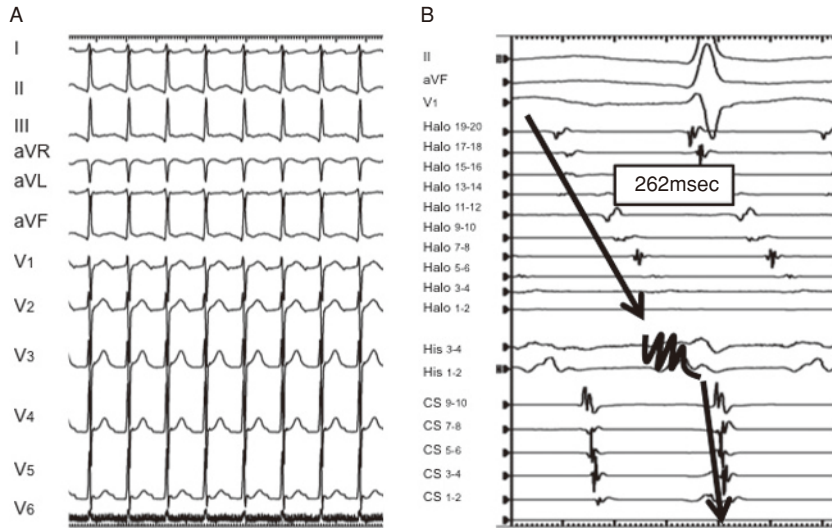 A
I
II
III
aVR
aVL
aVF
V1
V2
V3
V4
V5
V6
B
II
aVF
V1
Halo 19-20
Halo 17-18
Halo 15-16
Halo 13-14
Halo 11-12
Halo 9-10
Halo 7-8
Halo 5-6
Halo 3-4
Halo 1-2
His 3-4
His 1-2
CS 9-10
CS 7-8
CS 5-6
CS 3-4
CS 1-2
262msec